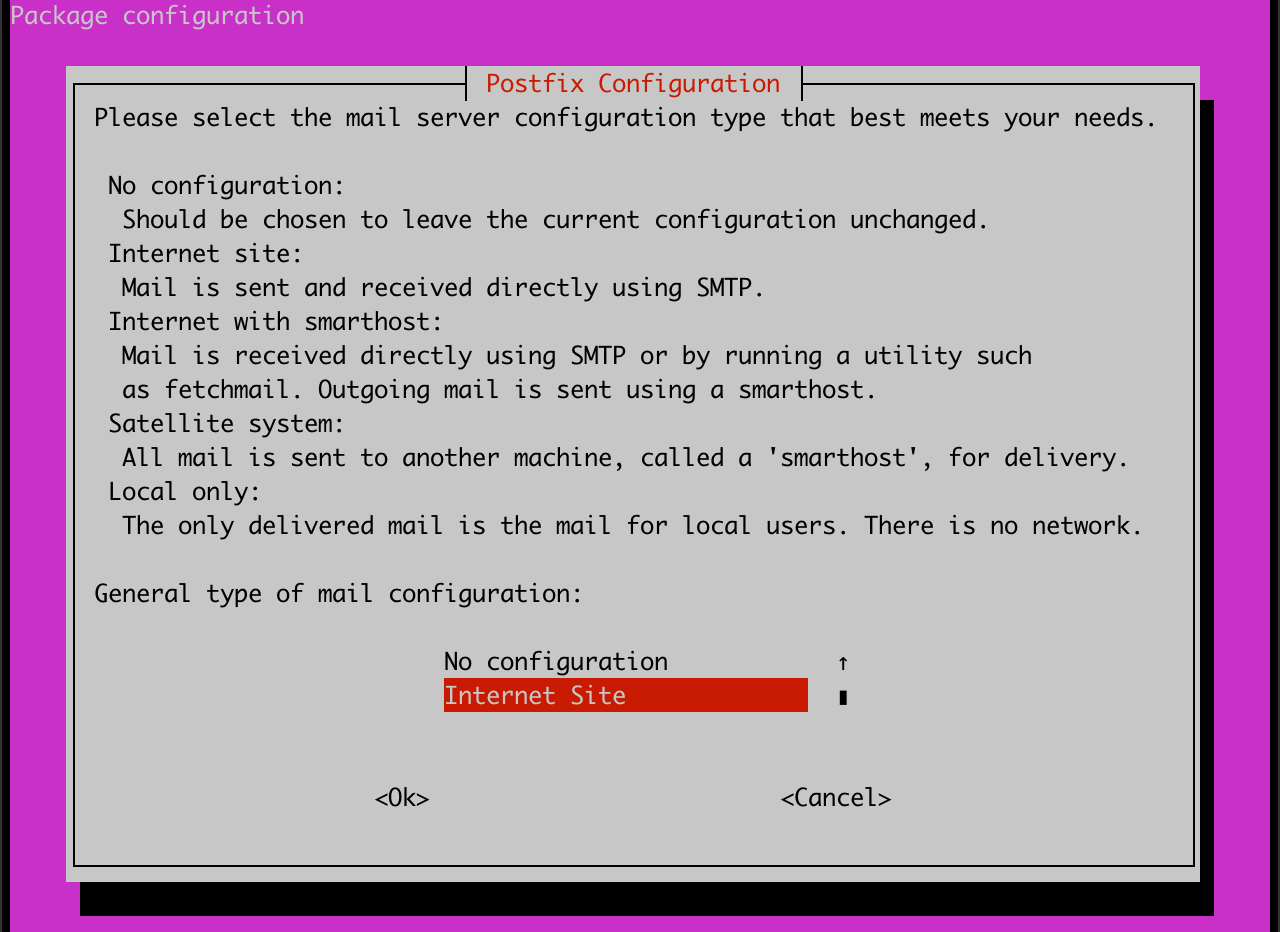 Package configuration
Postfix Configuration
Please select the mail server configuration type that best meets your needs.
No configuration:
Should be chosen to leave the current configuration unchanged.
Internet site:
Mail is sent and received directly using SMTP.
Internet with smarthost:
Mail is received directly using SMTP or by running a utility such
as fetchmail. Outgoing mail is sent using a smarthost.
Satellite system:
All mail is sent to another machine, called a 'smarthost', for delivery.
Local only:
The only delivered mail is the mail for local users. There is no network.
General type of mail configuration:
No configuration ↑
Internet Site ▮
<Ok> <Cancel>